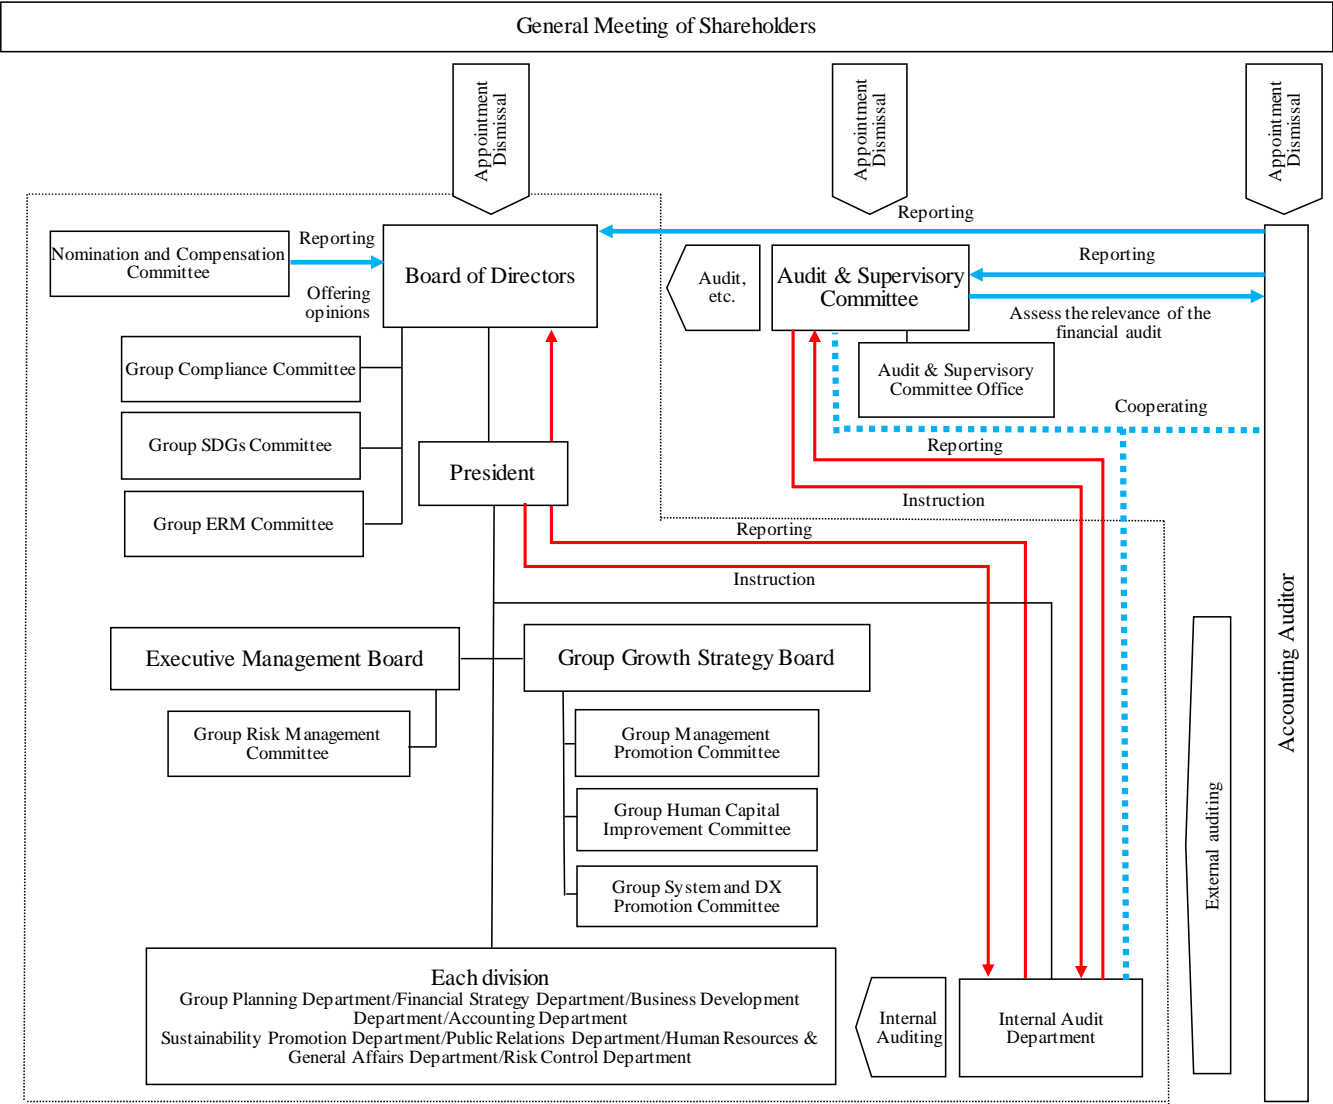 General Meeting of Shareholders
Appointment
Dismissal
Appointment
Dismissal
Appointment
Dismissal
Reporting
Nomination and Compensation
Committee
Reporting
Offering
opinions
Board of Directors
Audit,
etc.
Audit & Supervisory
Committee
Reporting
Assess the relevance of the
financial audit
Group Compliance Committee
Audit & Supervisory
Committee Office
Cooperating
Group SDGs Committee
Reporting
President
Instruction
Group ERM Committee
Reporting
Instruction
Accounting Auditor
Executive Management Board
Group Growth Strategy Board
Group Risk Management
Committee
Group Management
Promotion Committee
Group Human Capital
Improvement Committee
External auditing
Group System and DX
Promotion Committee
Each division
Group Planning Department/Financial Strategy Department/Business Development
Department/Accounting Department
Sustainability Promotion Department/Public Relations Department/Human Resources &
General Affairs Department/Risk Control Department
Internal
Auditing
Internal Audit
Department